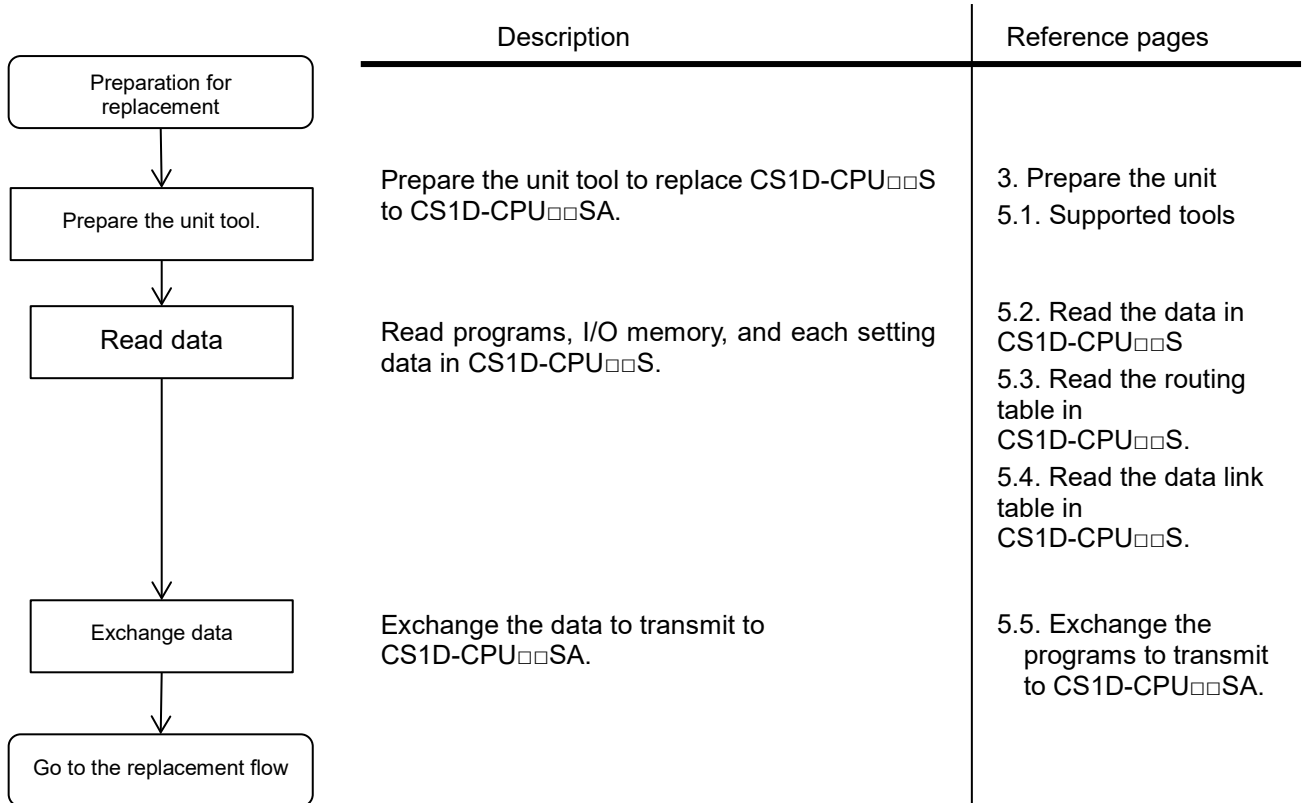 Description
Reference pages
Preparation for
replacement
Prepare the unit tool.
Prepare the unit tool to replace CS1D-CPU□□S
to CS1D-CPU□□SA.
3. Prepare the unit
5.1. Supported tools
Read data
Read programs, I/O memory, and each setting
data in CS1D-CPU□□S.
5.2. Read the data in
CS1D-CPU□□S
5.3. Read the routing
table in
CS1D-CPU□□S.
5.4. Read the data link
table in
CS1D-CPU□□S.
Exchange data
Exchange the data to transmit to
CS1D-CPU□□SA.
5.5. Exchange the
programs to transmit
to CS1D-CPU□□SA.
Go to the replacement flow